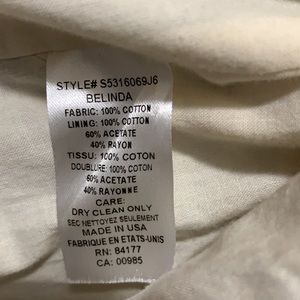 STYLE# S5316069J6
BELINDA
FABRIC: 100% COTTON
LINING: 100% COTTON
60% ACETATE
40% RAYON
TISSU: 100% COTON
DOUBLURE: 100% COTON
60% ACETATE
40% RAYONNE
CARE:
DRY CLEAN ONLY
SEC NETTOYEZ SEULEMENT
MADE IN USA
FABRIQUE EN ETATS-UNIS
RN: 84177
CA: 00985